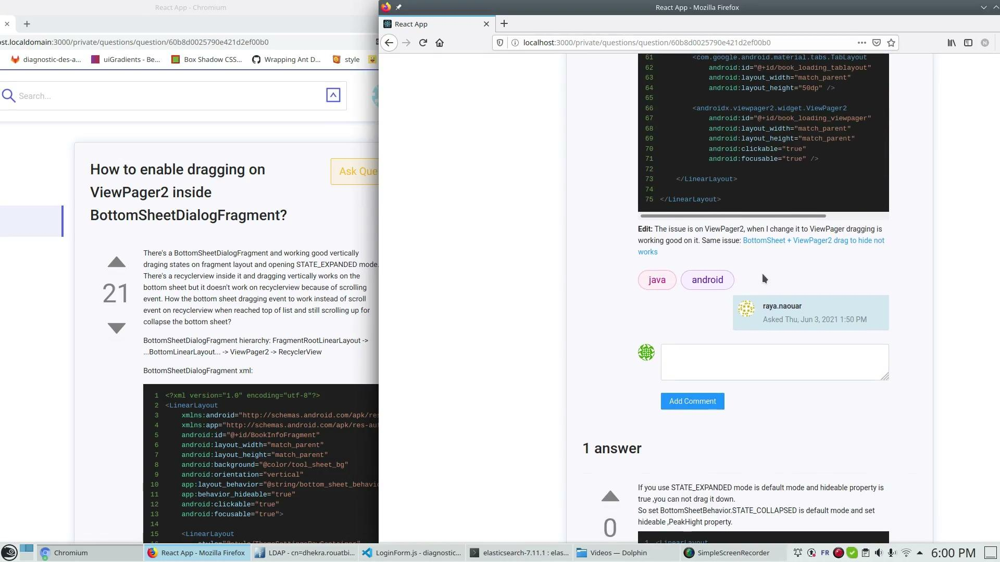 React App - Chromium
ost.localdomain:3000/private/questions/question/60b8d0025790e421d2ef00b0
diagnostic-des-a...
uiGradients - Be...
Box Shadow CSS...
Wrapping Ant D...
style
Search...
How to enable dragging on
ViewPager2 inside
BottomSheetDialogFragment?
Ask Que
21
There's a BottomSheetDialogFragment and working good vertically
draging states on fragment layout and opening STATE_EXPANDED mode.
There's a recyclerview inside it and dragging vertically works on the
bottom sheet but it doesn't work on recyclerview because of scrolling
event. How the bottom sheet dragging event to work instead of scroll
event on recyclerview when reached top of list and still scrolling up for
collapse the bottom sheet?
BottomSheetDialogFragment hierarchy: FragmentRootLinearLayout ->
...BottomLinearLayout... -> ViewPager2 -> RecyclerView
BottomSheetDialogFragment xml:
1 <?xml version="1.0" encoding="utf-8"?>
2 <LinearLayout
3 xmlns:android="http://schemas.android.com/apk/res
4 xmlns:app="http://schemas.android.com/apk/res-au
5 android:id="@+id/BookInfoFragment"
6 android:layout_width="match_parent"
7 android:layout_height="match_parent"
8 android:background="@color/tool_sheet_bg"
9 android:orientation="vertical"
10 app:layout_behavior="@string/bottom_sheet_behavio
11 app:behavior_hideable="true"
12 android:clickable="true"
13 android:focusable="true">
14
15 <LinearLayout
React App - Mozilla Firefox
React App
localhost:3000/private/questions/question/60b8d0025790e421d2ef00b0
N
61 <com.google.android.material.tabs.TabLayout
62 android:id="@+id/book_loading_tablayout"
63 android:layout_width="match_parent"
64 android:layout_height="50dp" />
65
66 <androidx.viewpager2.widget.ViewPager2
67 android:id="@+id/book_loading_viewpager"
68 android:layout_width="match_parent"
69 android:layout_height="match_parent"
70 android:clickable="true"
71 android:focusable="true" />
72
73 </LinearLayout>
74
75 </LinearLayout>
Edit: The issue is on ViewPager2, when I change it to ViewPager dragging is
working good on it. Same issue: BottomSheet + ViewPager2 drag to hide not
works
java
android
raya.naouar
Asked Thu, Jun 3, 2021 1:50 PM
Add Comment
1 answer
0
If you use STATE_EXPANDED mode is default mode and hideable property is
true ,you can not drag it down.
So set BottomSheetBehavior.STATE_COLLAPSED is default mode and set
hideable ,PeakHight property.
1 <LinearLayout
Chromium
React App - Mozilla Firefox
LDAP - cn=dhekra.rouatbi...
LoginForm.js - diagnostic...
elasticsearch-7.11.1 : elas...
Videos — Dolphin
SimpleScreenRecorder
FR
6:00 PM